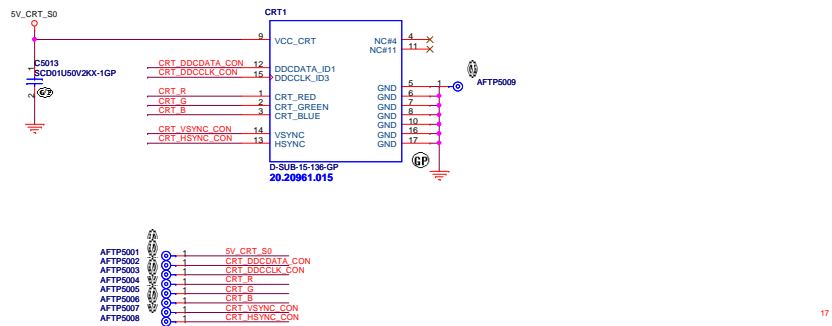 CRT1
5V_CRT_S0
9 VCC_CRT NC#4 4
NC#11 11
C5013
SCD01U50V2KX-1GP
1
2
CRT_DDCDATA_CON 12 DDCDATA_ID1
CRT_DDCCLK_CON 15 DDCCLK_ID3
CRT_R 1 CRT_RED
CRT_G 2 CRT_GREEN
CRT_B 3 CRT_BLUE
CRT_VSYNC_CON 14 VSYNC
CRT_HSYNC_CON 13 HSYNC
GND 5 1 AFTP5009
GND 6
GND 7
GND 8
GND 10
GND 16
GND 17
GP
D-SUB-15-136-GP
20.20961.015
AFTP5001 1 5V_CRT_S0
AFTP5002 1 CRT_DDCDATA_CON
AFTP5003 1 CRT_DDCCLK_CON
AFTP5004 1 CRT_R
AFTP5005 1 CRT_G
AFTP5006 1 CRT_B
AFTP5007 1 CRT_VSYNC_CON
AFTP5008 1 CRT_HSYNC_CON
17